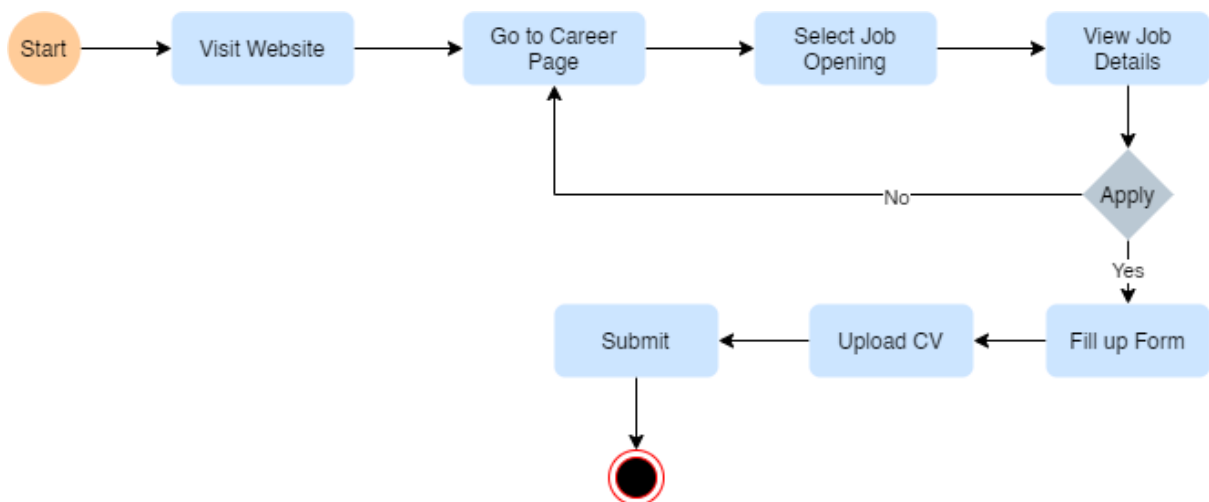 Start
Visit Website
Go to Career
Page
Select Job
Opening
View Job
Details
No
Apply
Yes
Submit
Upload CV
Fill up Form